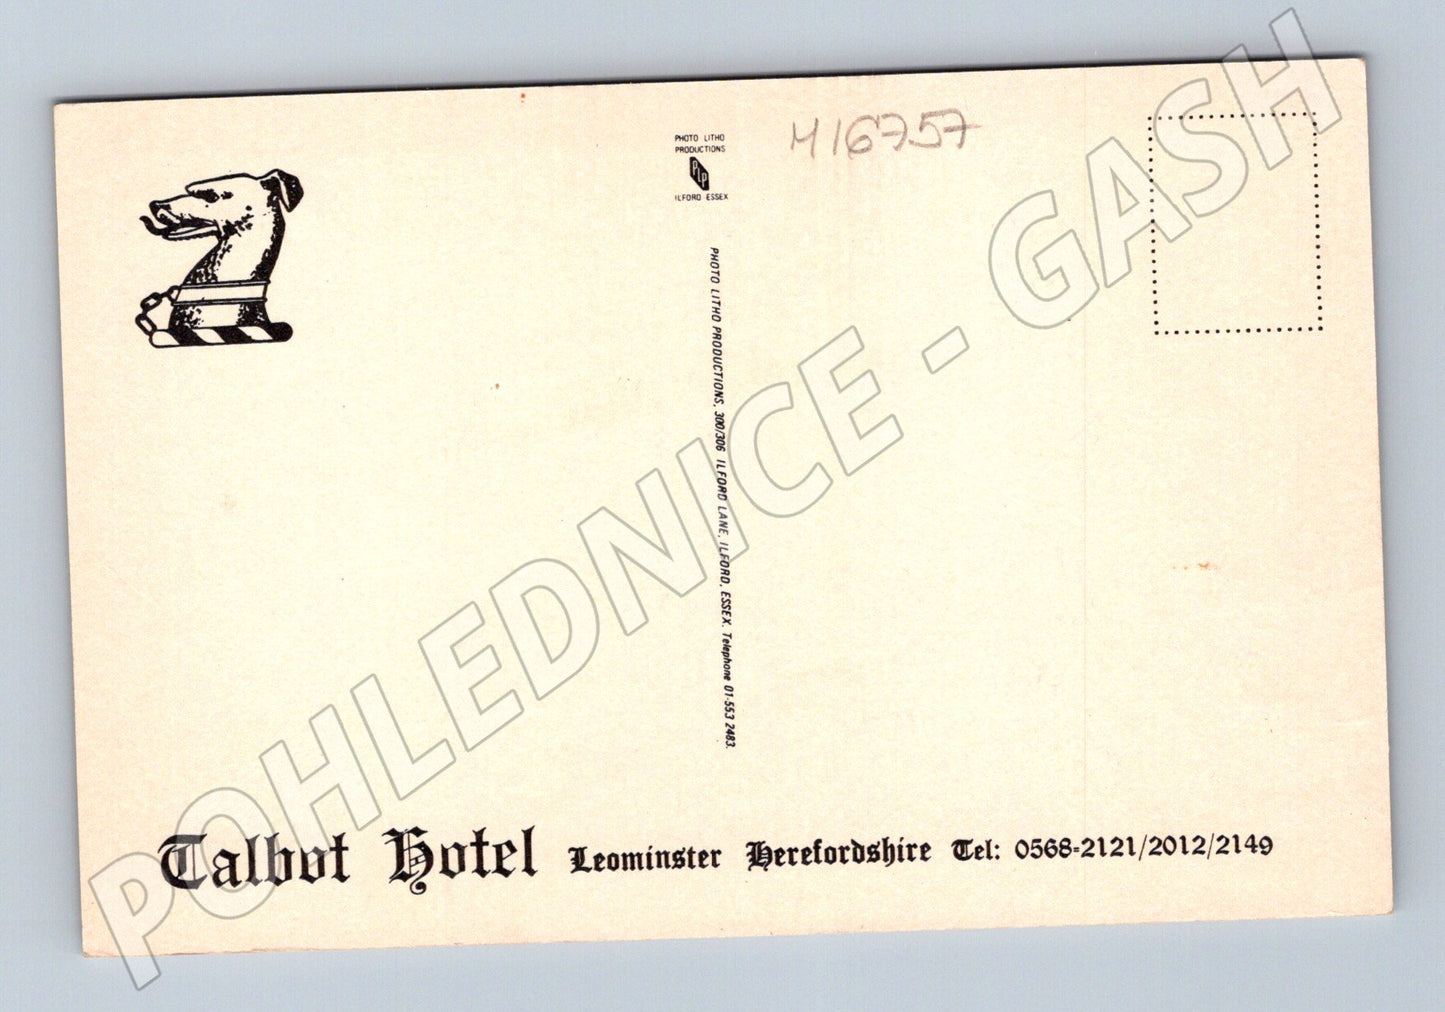 PHOTO LITHO
PRODUCTIONS
PLP
ILFORD ESSEX
M16757
PHOTO LITHO PRODUCTIONS, 300/306 ILFORD LANE, ILFORD, ESSEX. Telephone 01-553 2483.
Talbot Hotel Leominster Herefordshire Tel: 0568-2121/2012/2149
POHLEDNICE - GASH